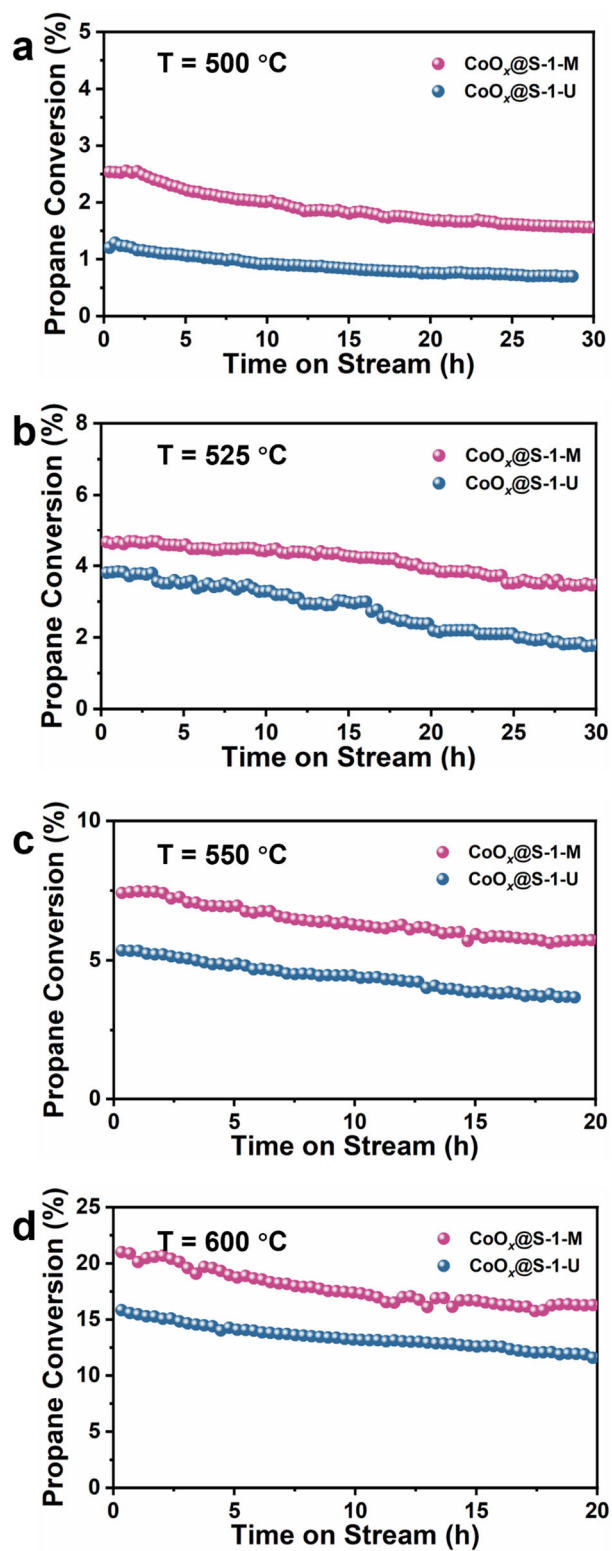 a
T = 500 °C
CoOx@S-1-M
CoOx@S-1-U
Propane Conversion (%)
5
4
3
2
1
0
0 5 10 15 20 25 30
Time on Stream (h)
b
T = 525 °C
CoOx@S-1-M
CoOx@S-1-U
Propane Conversion (%)
8
6
4
2
0
0 5 10 15 20 25 30
Time on Stream (h)
c
T = 550 °C
CoOx@S-1-M
CoOx@S-1-U
Propane Conversion (%)
10
5
0
0 5 10 15 20
Time on Stream (h)
d
T = 600 °C
CoOx@S-1-M
CoOx@S-1-U
Propane Conversion (%)
25
20
15
10
5
0
0 5 10 15 20
Time on Stream (h)